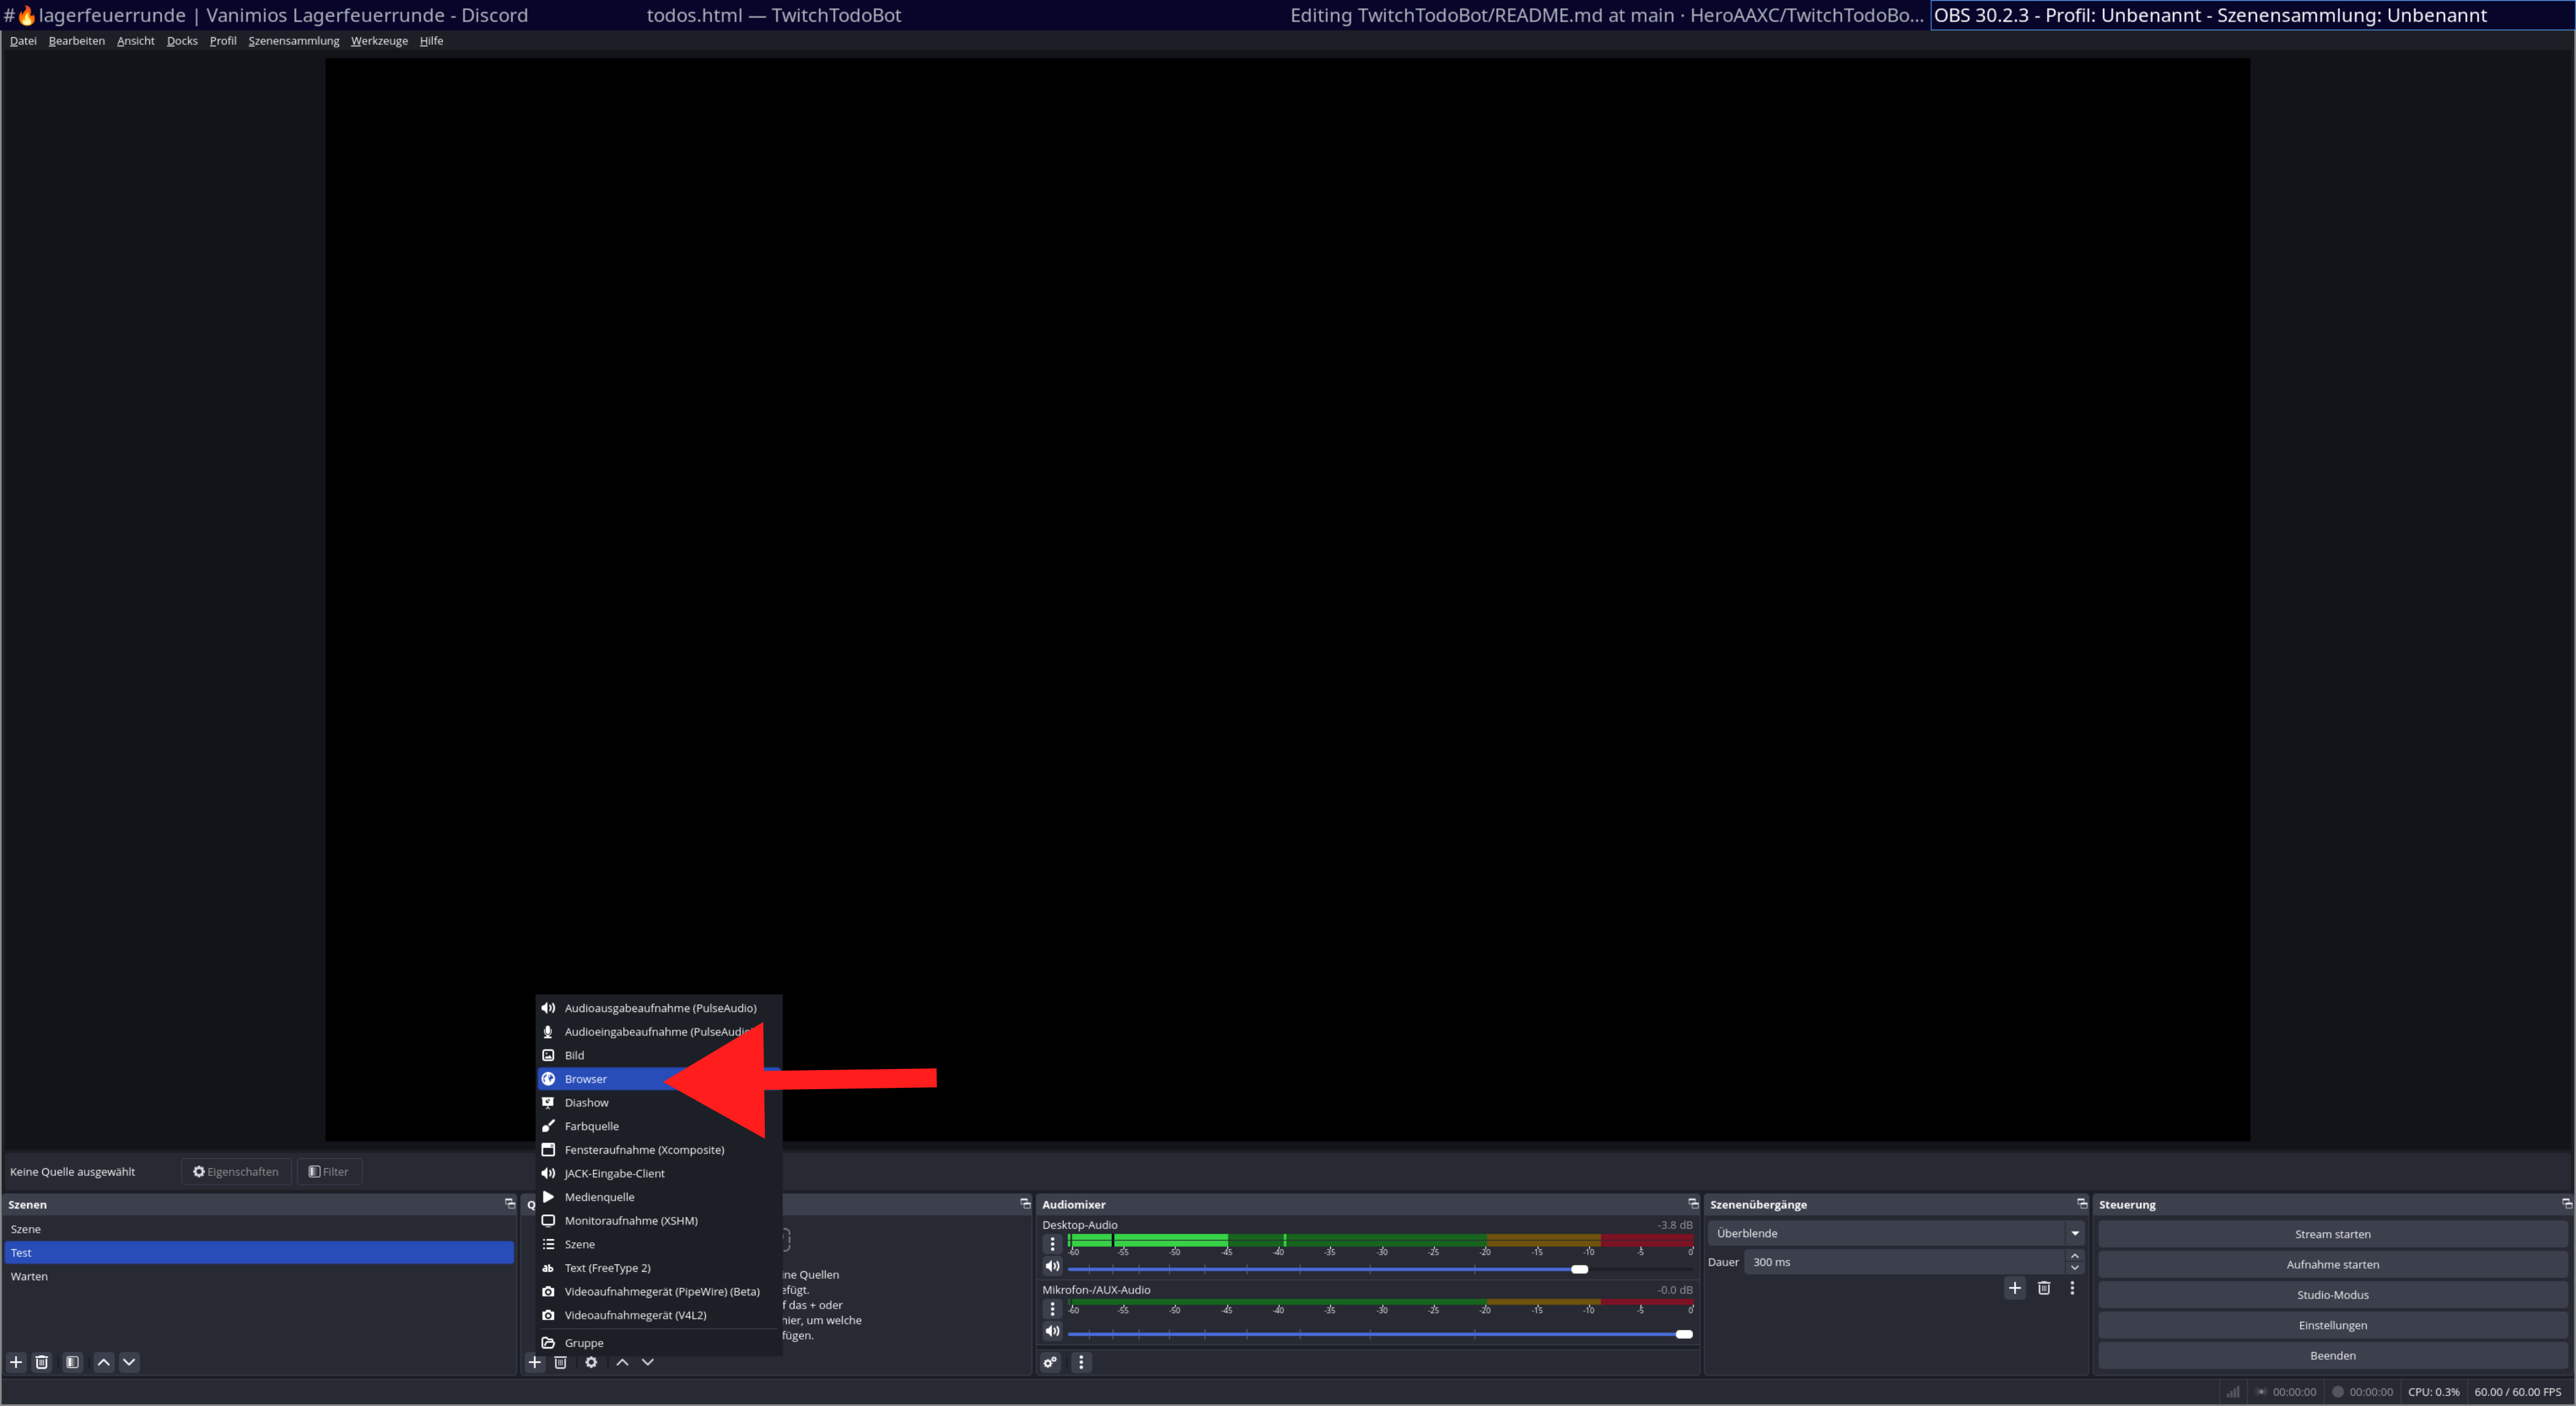 #🔥lagerfeuerrunde | Vanimios Lagerfeuerrunde - Discord
todos.html — TwitchTodoBot
Editing TwitchTodoBot/README.md at main · HeroAAXC/TwitchTodoBo...
OBS 30.2.3 - Profil: Unbenannt - Szenensammlung: Unbenannt
Datei Bearbeiten Ansicht Docks Profil Szenensammlung Werkzeuge Hilfe
Audioausgabeaufnahme (PulseAudio)
Audioeingabeaufnahme (PulseAudio)
Bild
Browser
Diashow
Farbquelle
Fensteraufnahme (Xcomposite)
JACK-Eingabe-Client
Medienquelle
Monitoraufnahme (XSHM)
Szene
Text (FreeType 2)
Videoaufnahmegerät (PipeWire) (Beta)
Videoaufnahmegerät (V4L2)
Gruppe
Keine Quelle ausgewählt
Eigenschaften
Filter
Szenen
Szene
Test
Warten
Q
ine Quellen
efügt.
f das + oder
hier, um welche
fügen.
Audiomixer
Desktop-Audio -3.8 dB
-60 -55 -50 -45 -40 -35 -30 -25 -20 -15 -10 -5 0
Mikrofon-/AUX-Audio -0.0 dB
-60 -55 -50 -45 -40 -35 -30 -25 -20 -15 -10 -5 0
Szenenübergänge
Überblende
Dauer 300 ms
Steuerung
Stream starten
Aufnahme starten
Studio-Modus
Einstellungen
Beenden
00:00:00 00:00:00 CPU: 0.3% 60.00 / 60.00 FPS